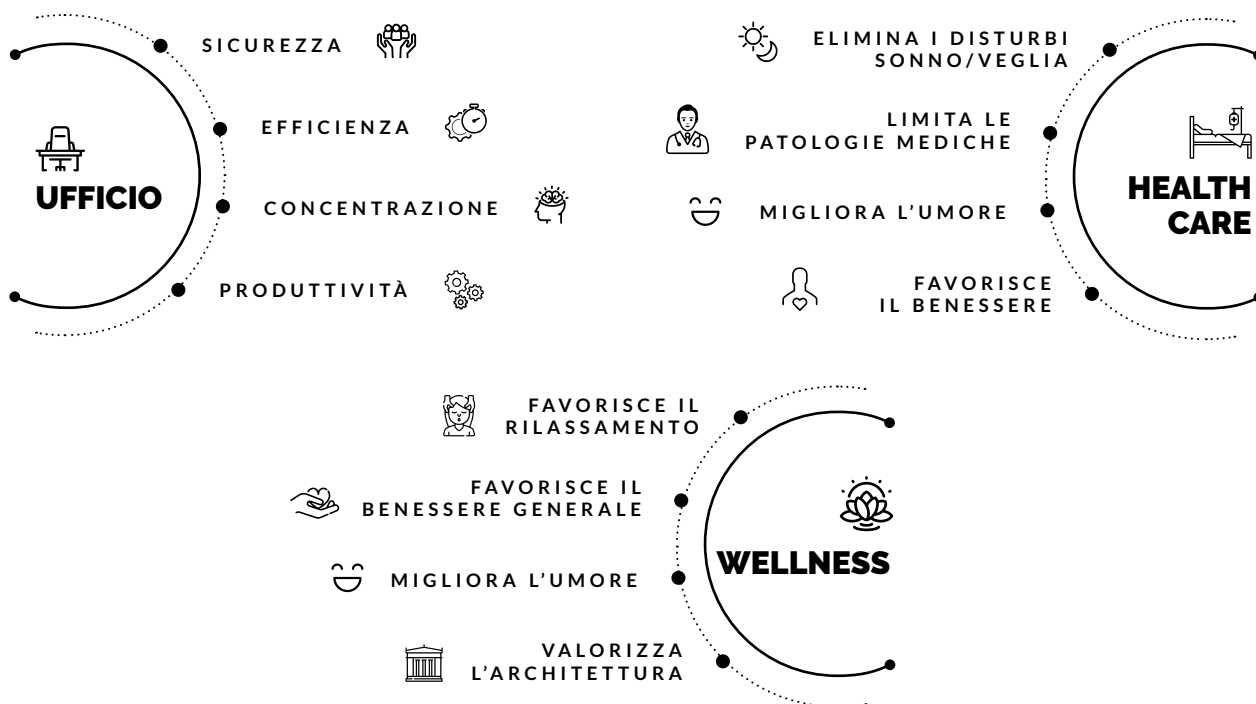 SICUREZZA
EFFICIENZA
UFFICIO
CONCENTRAZIONE
PRODUTTIVITÀ
ELIMINA I DISTURBI
SONNO/VEGLIA
LIMITA LE
PATOLOGIE MEDICHE
HEALTH
CARE
MIGLIORA L’UMORE
FAVORISCE
IL BENESSERE
FAVORISCE IL
RILASSAMENTO
FAVORISCE IL
BENESSERE GENERALE
WELLNESS
MIGLIORA L’UMORE
VALORIZZA
L’ARCHITETTURA